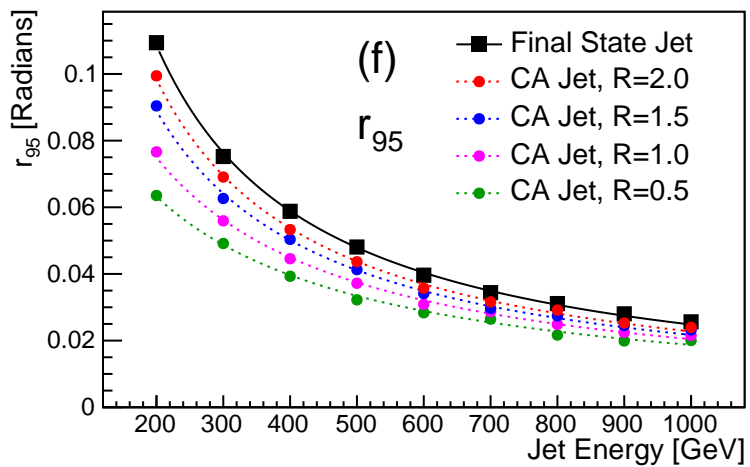 (f)
r95
Final State Jet
CA Jet, R=2.0
CA Jet, R=1.5
CA Jet, R=1.0
CA Jet, R=0.5
r95 [Radians]
0.1
0.08
0.06
0.04
0.02
0
200 300 400 500 600 700 800 900 1000
Jet Energy [GeV]